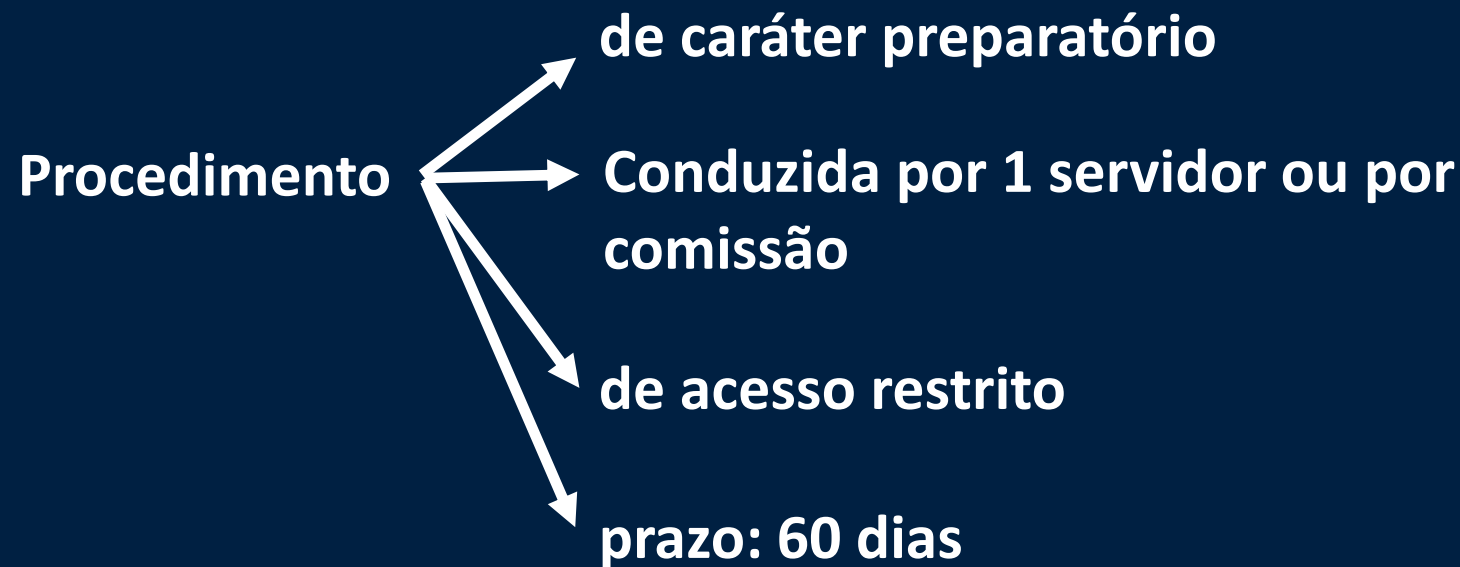 de caráter preparatório
Procedimento
Conduzida por 1 servidor ou por
comissão
de acesso restrito
prazo: 60 dias